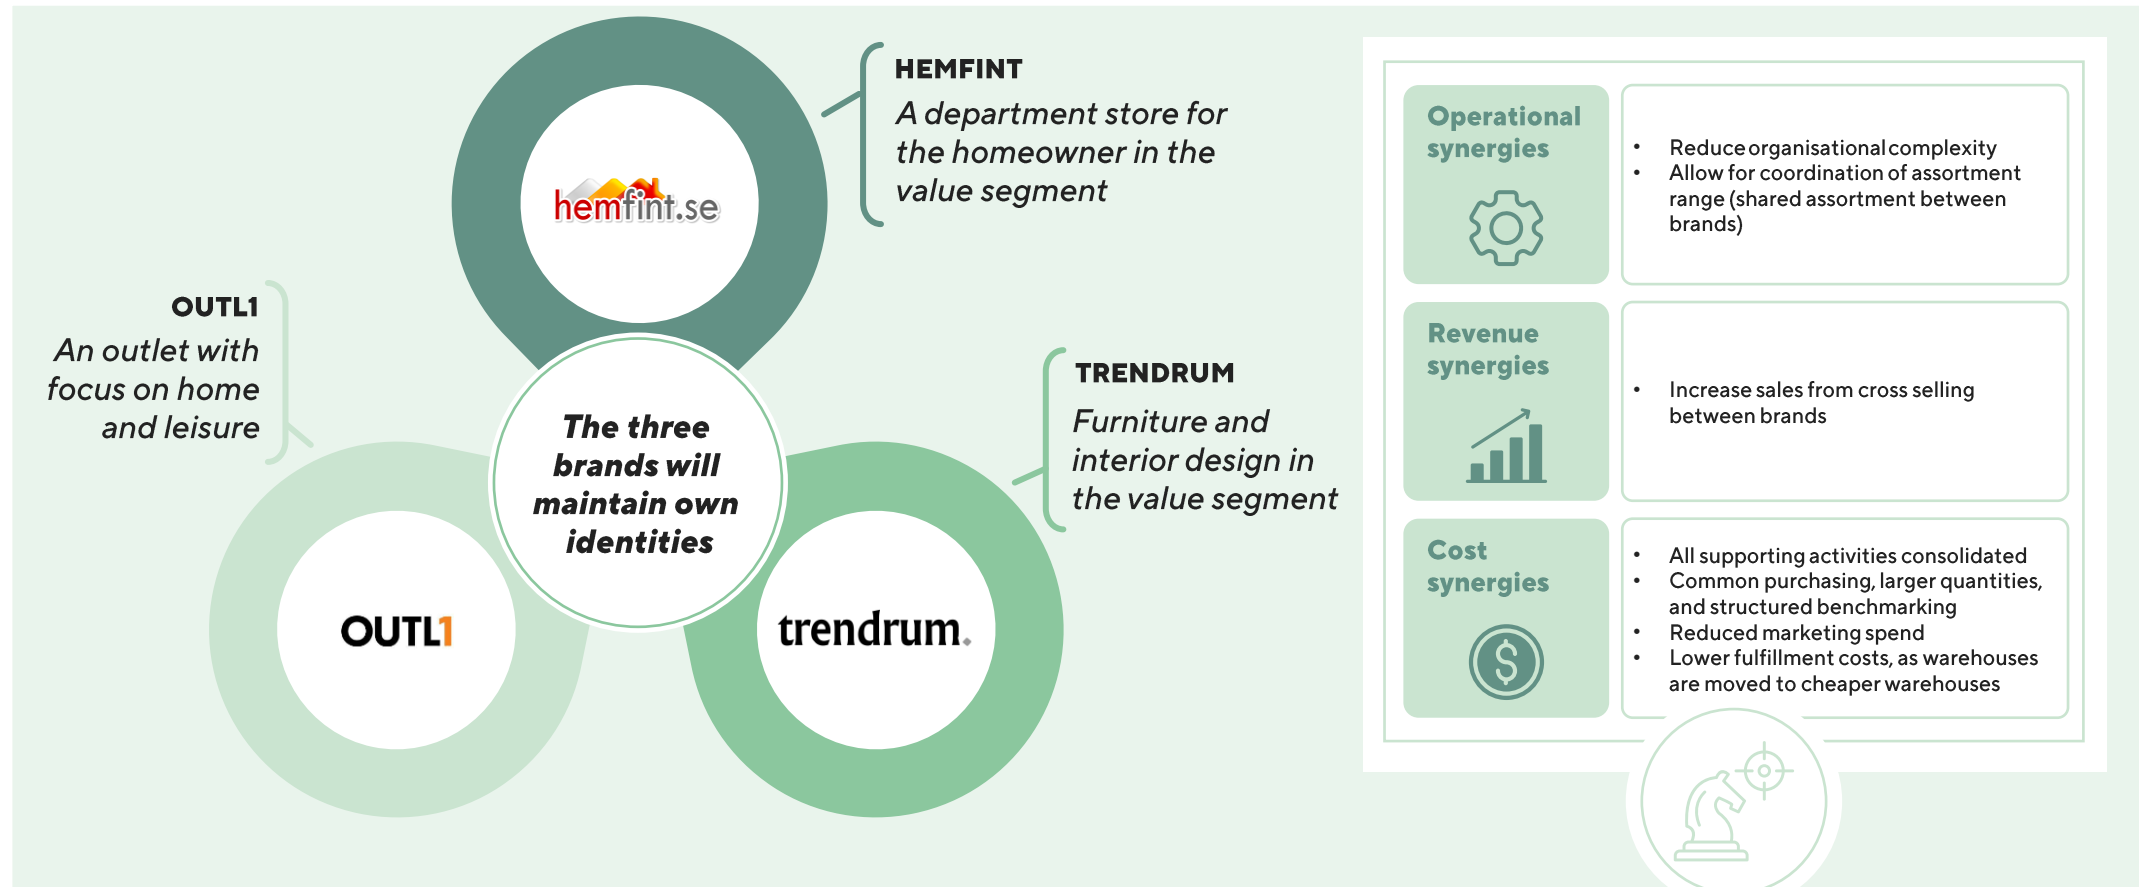 HEMFINT
A department store for
the homeowner in the
value segment
hemfint.se
OUTL1
An outlet with
focus on home
and leisure
TRENDRUM
Furniture and
interior design in
the value segment
The three
brands will
maintain own
identities
OUTL1
trendrum.
Operational
synergies
• Reduce organisational complexity
• Allow for coordination of assortment
range (shared assortment between
brands)
Revenue
synergies
• Increase sales from cross selling
between brands
Cost
synergies
• All supporting activities consolidated
• Common purchasing, larger quantities,
and structured benchmarking
• Reduced marketing spend
• Lower fulfillment costs, as warehouses
are moved to cheaper warehouses
$